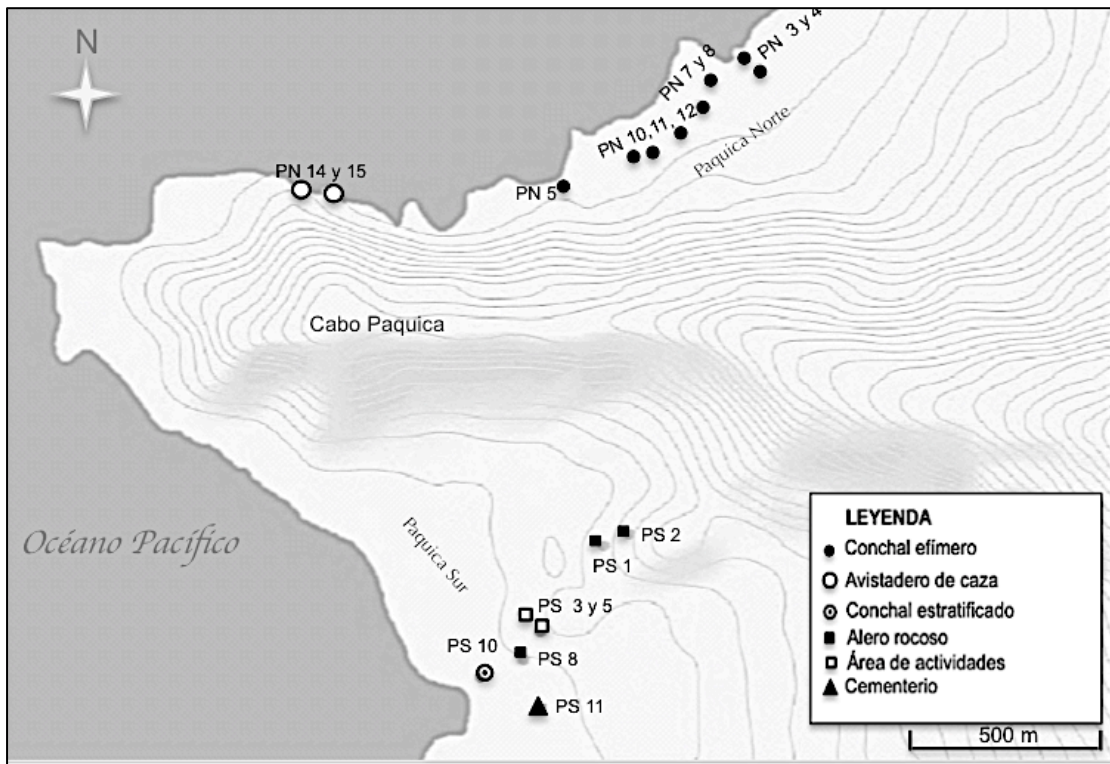 N
PN 3 y 4
PN 7 y 8
PN 10, 11, 12
Paquica Norte
PN 14 y 15
PN 5
Cabo Paquica
Océano Pacífico
Paquica Sur
PS 2
PS 1
PS 3 y 5
PS 10
PS 8
PS 11
LEYENDA
Conchal efímero
Avistadero de caza
Conchal estratificado
Alero rocoso
Área de actividades
Cementerio
500 m